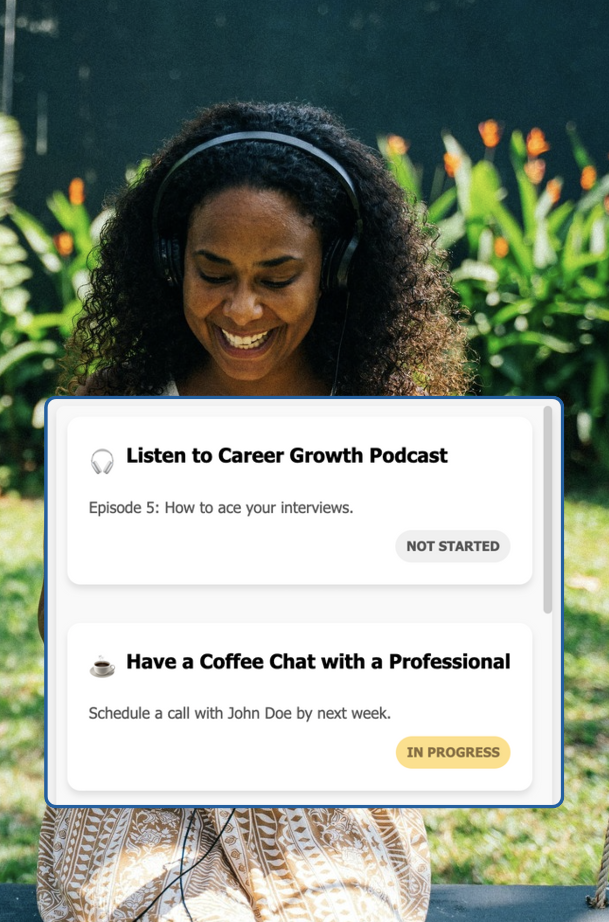 Listen to Career Growth Podcast
Episode 5: How to ace your interviews.
NOT STARTED
Have a Coffee Chat with a Professional
Schedule a call with John Doe by next week.
IN PROGRESS